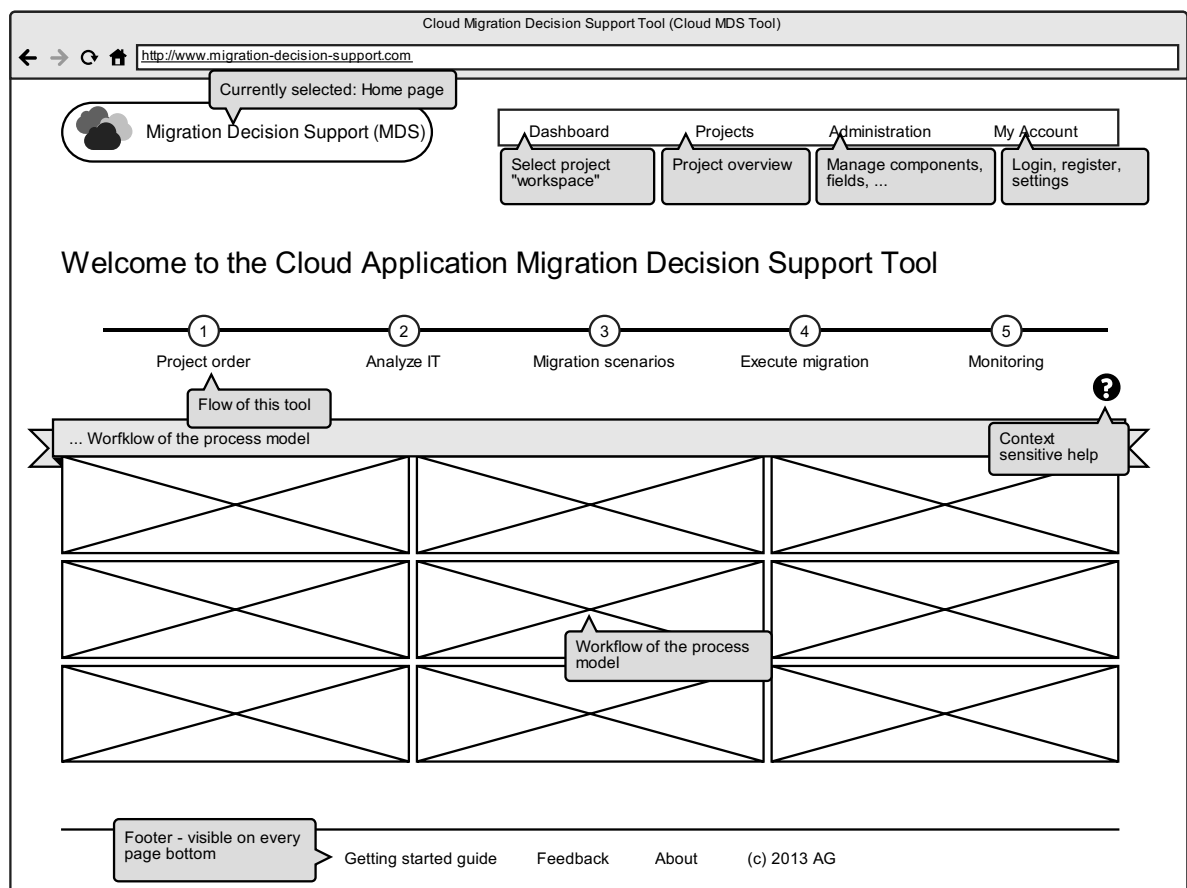 Cloud Migration Decision Support Tool (Cloud MDS Tool)
http://www.migration-decision-support.com
Currently selected: Home page
Migration Decision Support (MDS)
Dashboard
Projects
Administration
My Account
Select project
"workspace"
Project overview
Manage components,
fields, ...
Login, register,
settings
Welcome to the Cloud Application Migration Decision Support Tool
1
2
3
4
5
Project order
Analyze IT
Migration scenarios
Execute migration
Monitoring
Flow of this tool
?
... Worfklow of the process model
Context
sensitive help
Workflow of the process
model
Footer - visible on every
page bottom
Getting started guide
Feedback
About
(c) 2013 AG